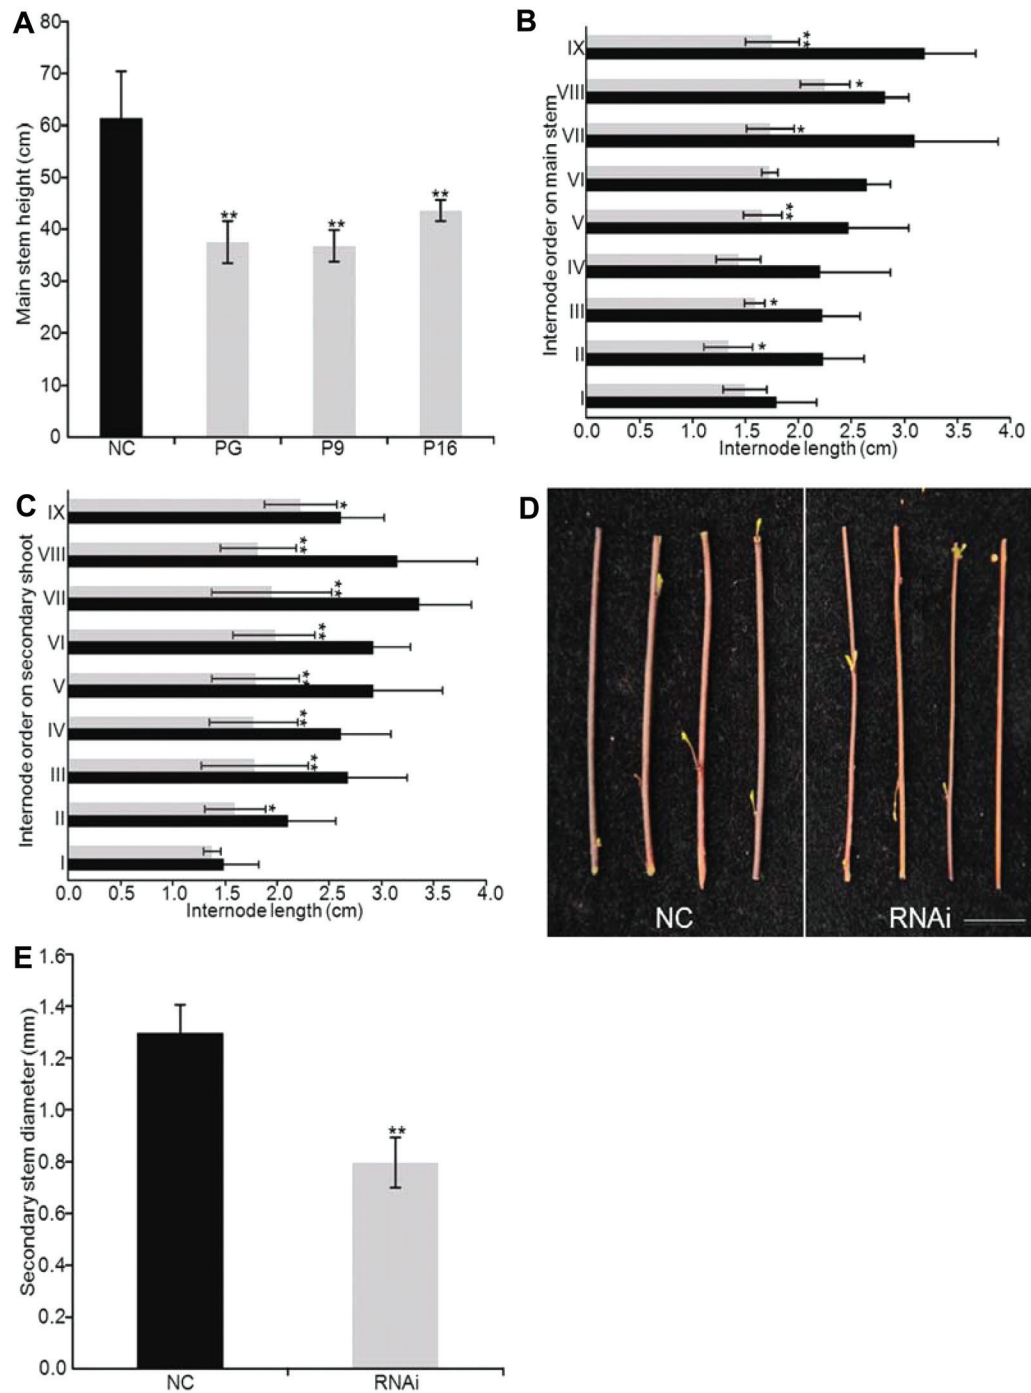 A
Main stem height (cm)
80
70
60
50
40
30
20
10
0
**
**
**
NC
PG
P9
P16
B
Internode order on main stem
IX
**
VIII
*
VII
*
VI
V
**
IV
III
*
II
*
I
0.0 0.5 1.0 1.5 2.0 2.5 3.0 3.5 4.0
Internode length (cm)
C
Internode order on secondary shoot
IX
*
VIII
**
VII
**
VI
**
V
**
IV
**
III
**
II
*
I
0.0 0.5 1.0 1.5 2.0 2.5 3.0 3.5 4.0
Internode length (cm)
D
NC
RNAi
E
Secondary stem diameter (mm)
1.6
1.4
1.2
1.0
0.8
0.6
0.4
0.2
0.0
**
NC
RNAi